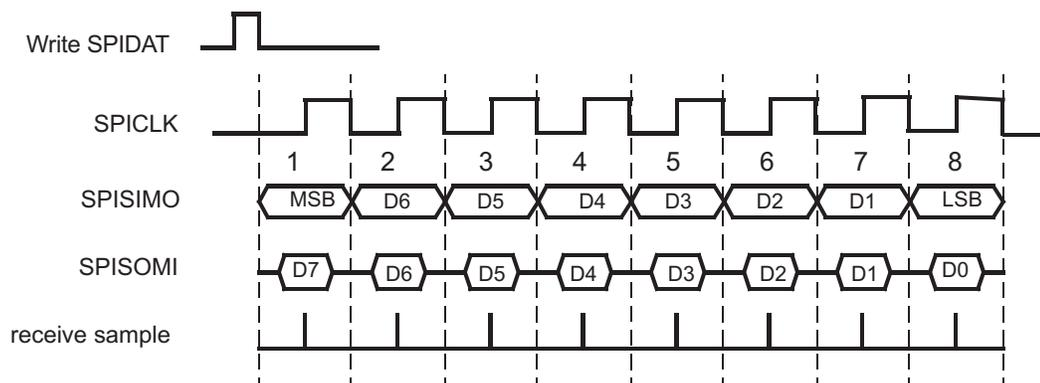 Write SPIDAT
SPICLK
1 2 3 4 5 6 7 8
SPISIMO MSB D6 D5 D4 D3 D2 D1 LSB
SPISOMI D7 D6 D5 D4 D3 D2 D1 D0
receive sample